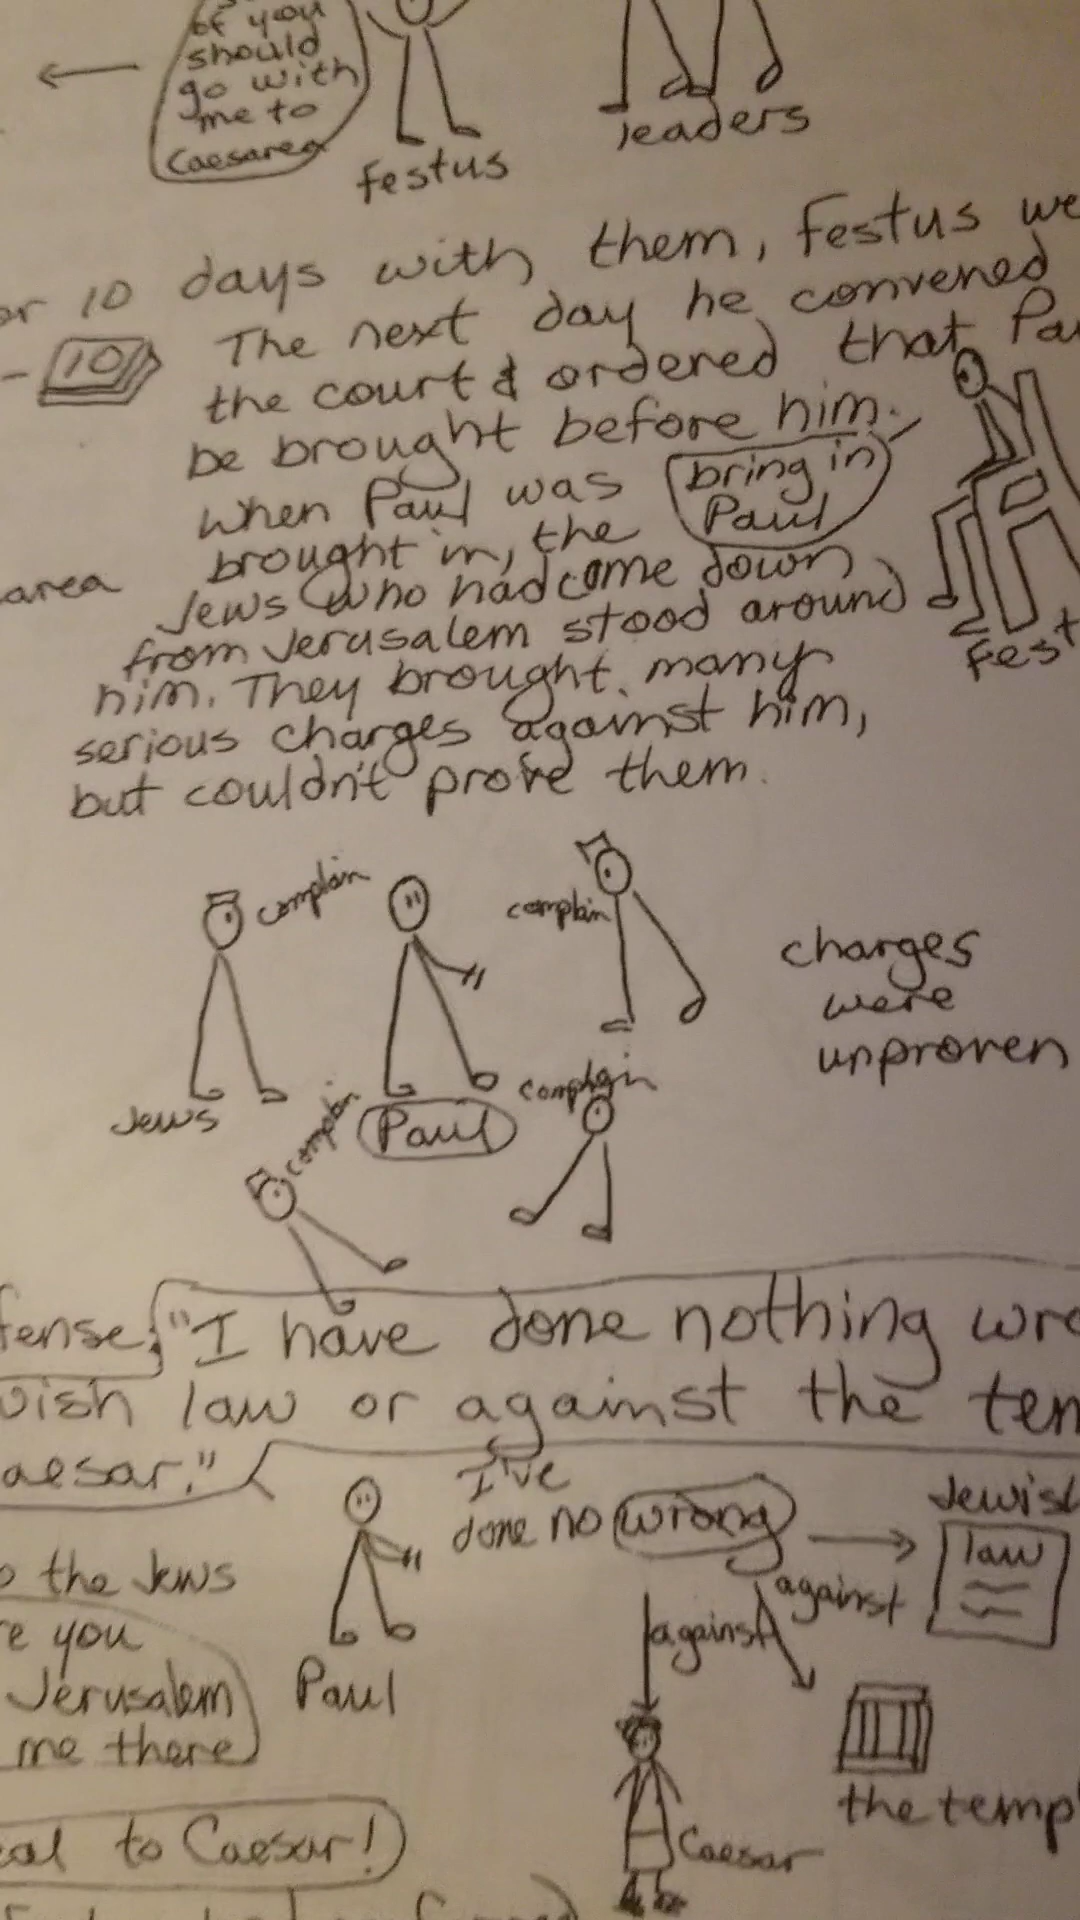 of you
should
go with
me to
Caesarea
Festus
leaders
10 days with them, Festus we
The next day he convened
10
the court & ordered that Pa
be brought before him.
When Paul was
bring in
Paul
brought in, the
area
Jews who had come down
from Jerusalem stood around
Fest
him. They brought many
serious charges against him,
but couldn't prove them.
complain
complain
charges
were
unproven
Jews
Paul
complain
complain
fense, "I have done nothing wro
wish law or against the tem
aesar."
I've
done no wrong
Jewish
law
against
against
o the Jews
re you
Jerusalem
me there
Paul
the temp
eal to Caesar!
Caesar